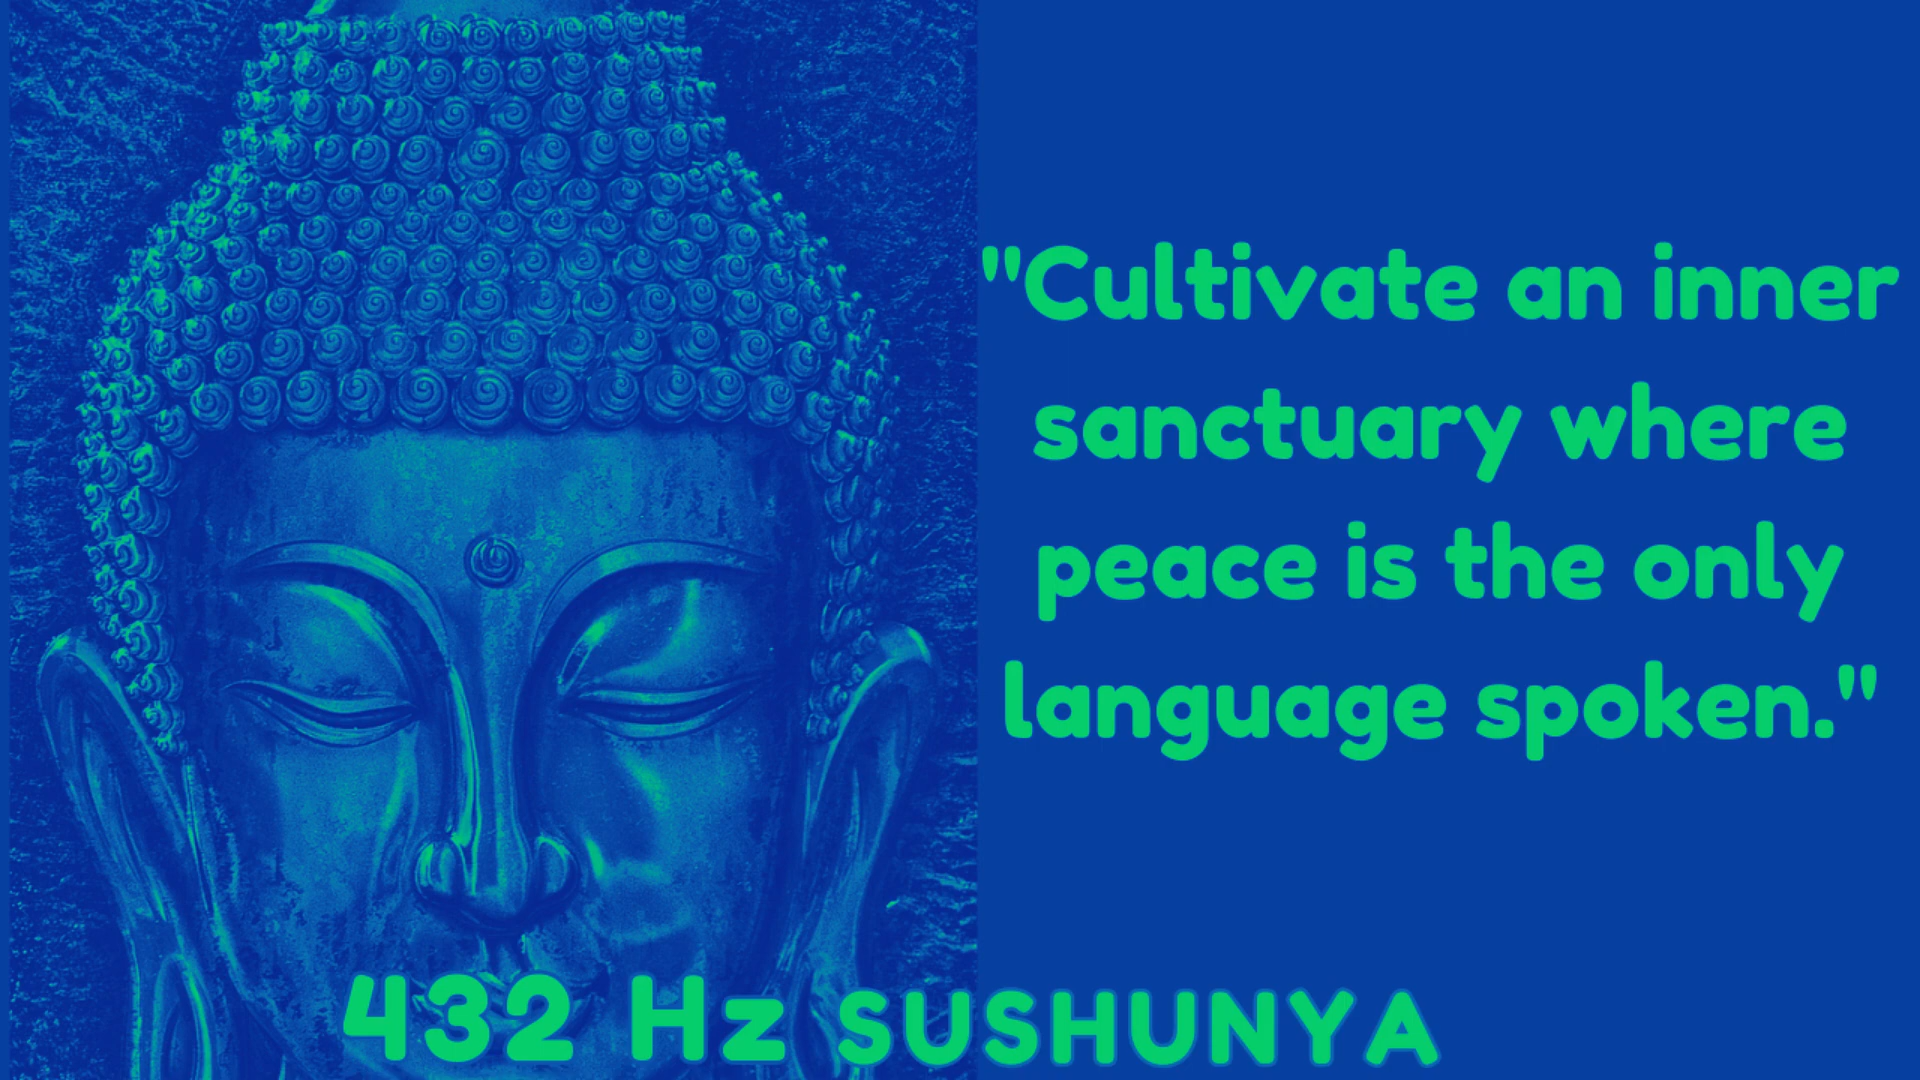 "Cultivate an inner
sanctuary where
peace is the only
language spoken."
432 Hz SUSHUNYA